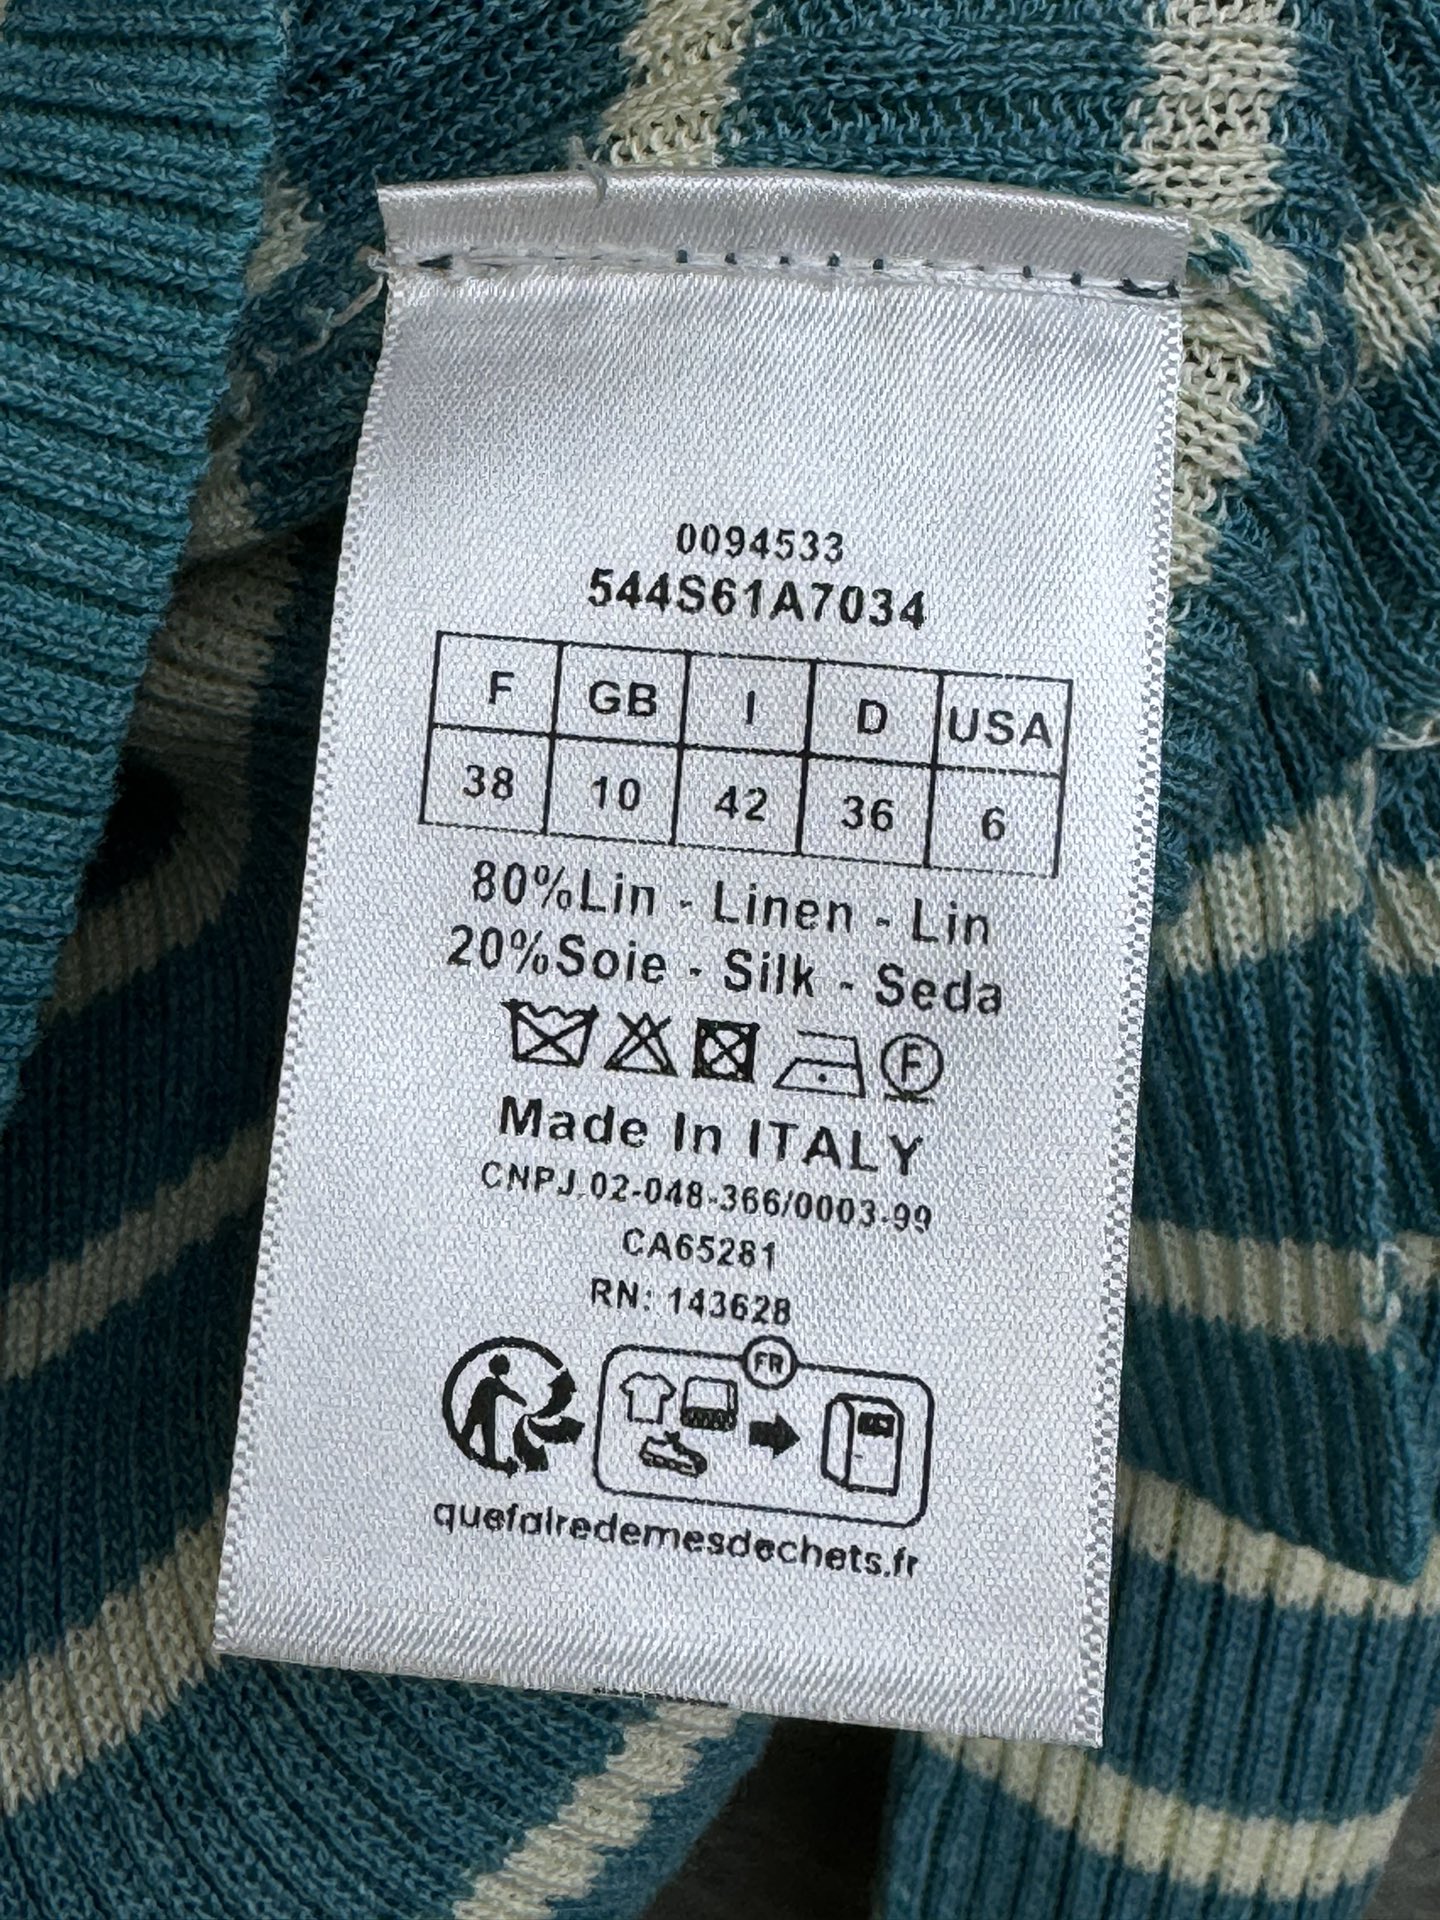 0094533
544S61A7034
F GB I D USA
38 10 42 36 6
80%Lin - Linen - Lin
20%Soie - Silk - Seda
F
Made In ITALY
CNPJ 02-048-366/0003-99
CA65281
RN: 143628
FR
quefairedemesdechets.fr